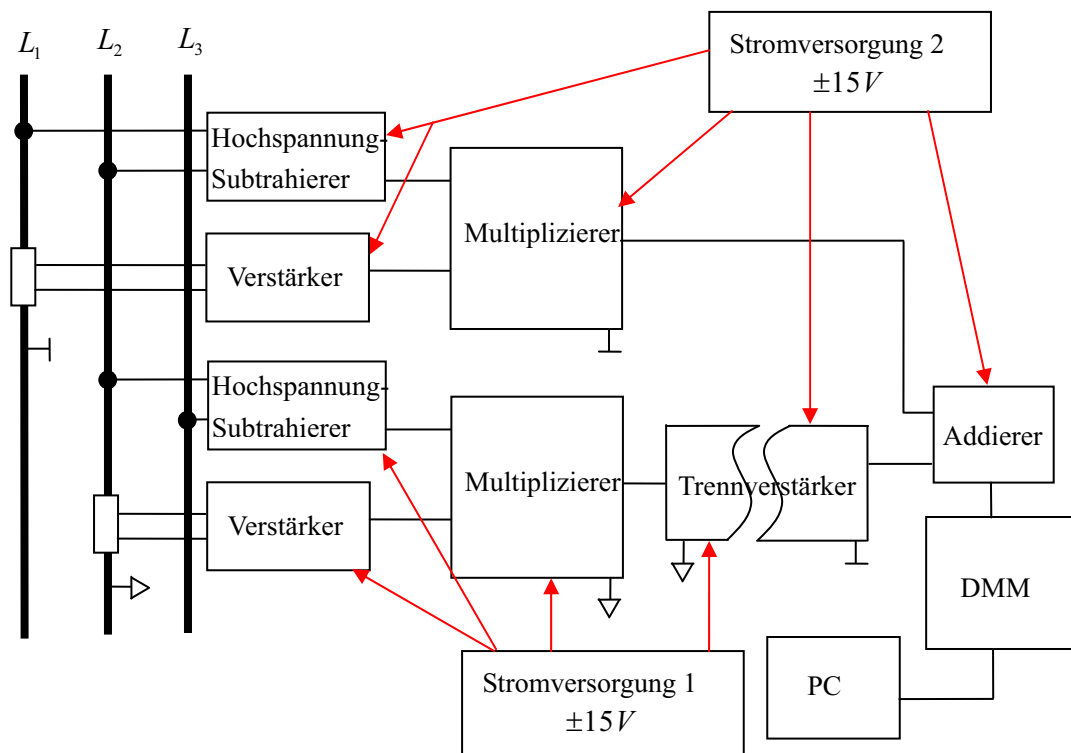 L₁
L₂
L₃
Stromversorgung 2
±15V
Hochspannung-
Subtrahierer
Multiplizierer
Verstärker
Hochspannung-
Subtrahierer
Multiplizierer
Trennverstärker
Addierer
Verstärker
DMM
Stromversorgung 1
±15V
PC